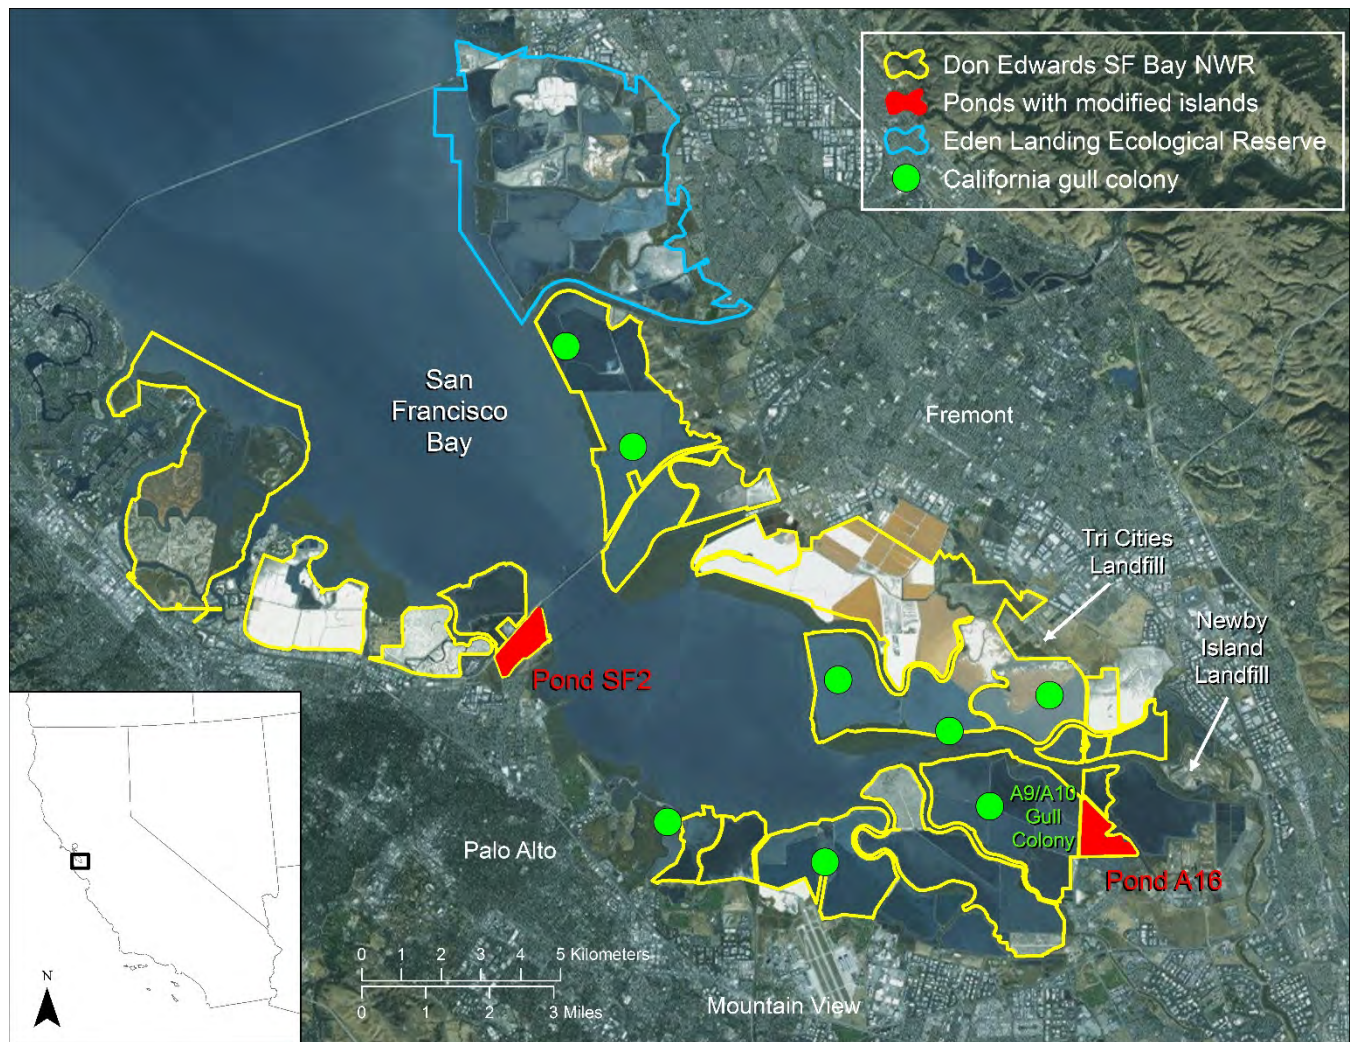 Don Edwards SF Bay NWR
Ponds with modified islands
Eden Landing Ecological Reserve
California gull colony
San
Francisco
Bay
Fremont
Tri Cities
Landfill
Newby
Island
Landfill
Pond SF2
A9/A10
Gull
Colony
Palo Alto
Pond A16
0 1 2 3 4 5 Kilometers
0 1 2 3 Miles
Mountain View
N